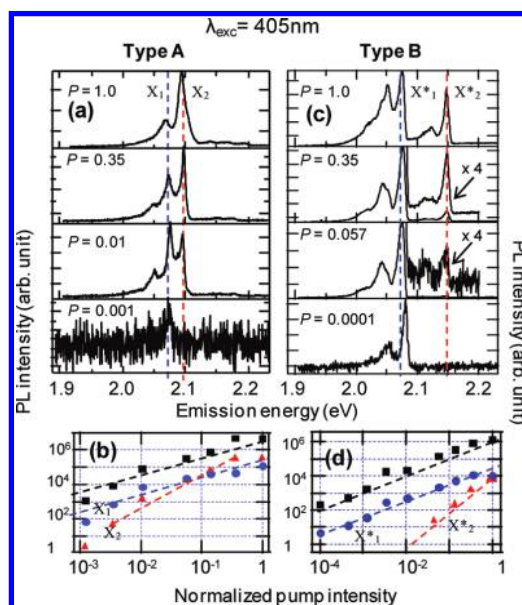 λexc = 405nm
Type A
Type B
(a)
P = 1.0
X1
X2
P = 0.35
P = 0.01
P = 0.001
(c)
P = 1.0
X*1
X*2
P = 0.35
x 4
P = 0.057
x 4
P = 0.0001
PL intensity (arb. unit)
PL intensity (arb. unit)
1.9 2.0 2.1 2.2
1.9 2.0 2.1 2.2
Emission energy (eV)
(b)
10^6
10^4
10^2
1
X1
X2
10^-3 10^-2 10^-1 1
(d)
10^6
10^4
10^2
1
X*1
X*2
10^-4 10^-3 10^-2 10^-1 1
Normalized pump intensity